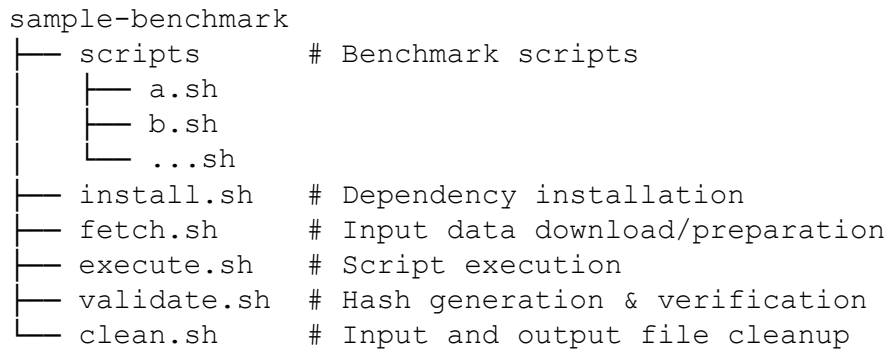 sample-benchmark
├── scripts       # Benchmark scripts
│   ├── a.sh
│   ├── b.sh
│   └── ...sh
├── install.sh    # Dependency installation
├── fetch.sh      # Input data download/preparation
├── execute.sh    # Script execution
├── validate.sh   # Hash generation & verification
└── clean.sh      # Input and output file cleanup